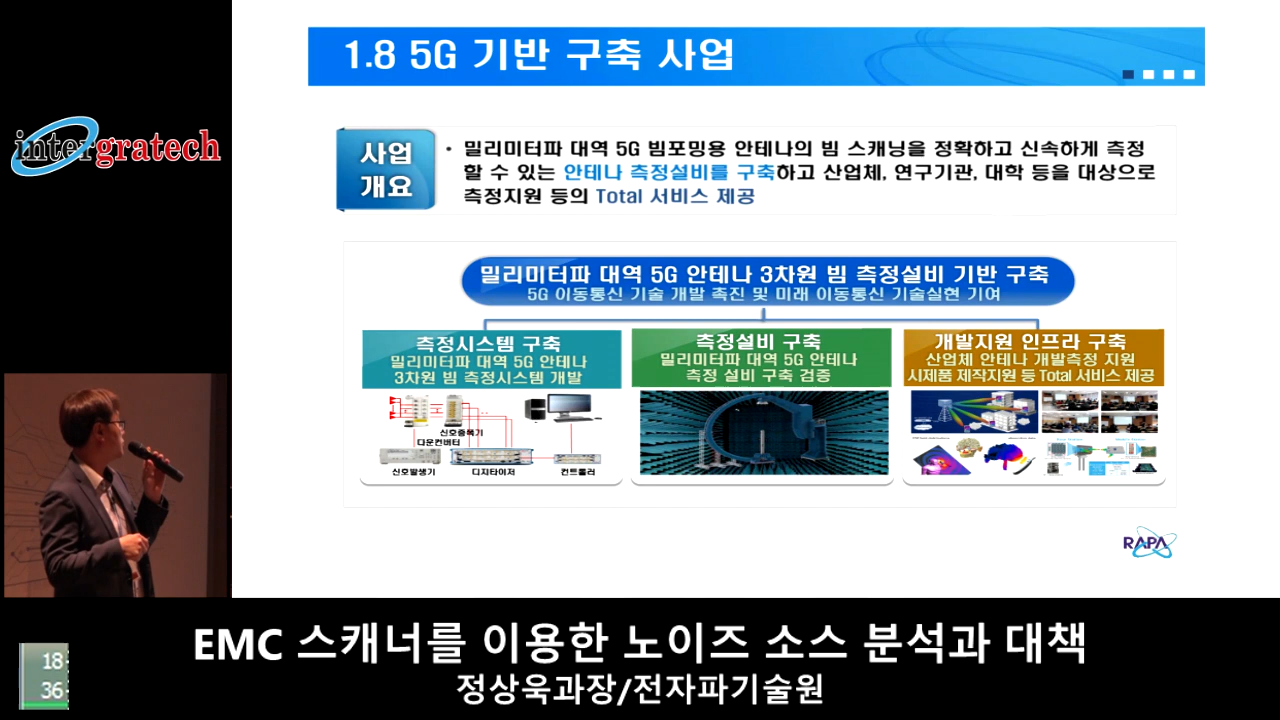 1.8 5G 기반 구축 사업
intergratech
사업
개요
• 밀리미터파 대역 5G 빔포밍용 안테나의 빔 스캐닝을 정확하고 신속하게 측정
할 수 있는 안테나 측정설비를 구축하고 산업체, 연구기관, 대학 등을 대상으로
측정지원 등의 Total 서비스 제공
밀리미터파 대역 5G 안테나 3차원 빔 측정설비 기반 구축
5G 이동통신 기술 개발 촉진 및 미래 이동통신 기술실현 기여
측정시스템 구축
밀리미터파 대역 5G 안테나
3차원 빔 측정시스템 개발
신호중폭기
다운컨버터
신호발생기
디지타이저
컨트롤러
측정설비 구축
밀리미터파 대역 5G 안테나
측정 설비 구축 검증
개발지원 인프라 구축
산업체 안테나 개발측정 지원
시제품 제작지원 등 Total 서비스 제공
RAPA
EMC 스캐너를 이용한 노이즈 소스 분석과 대책
정상욱과장/전자파기술원
18
36